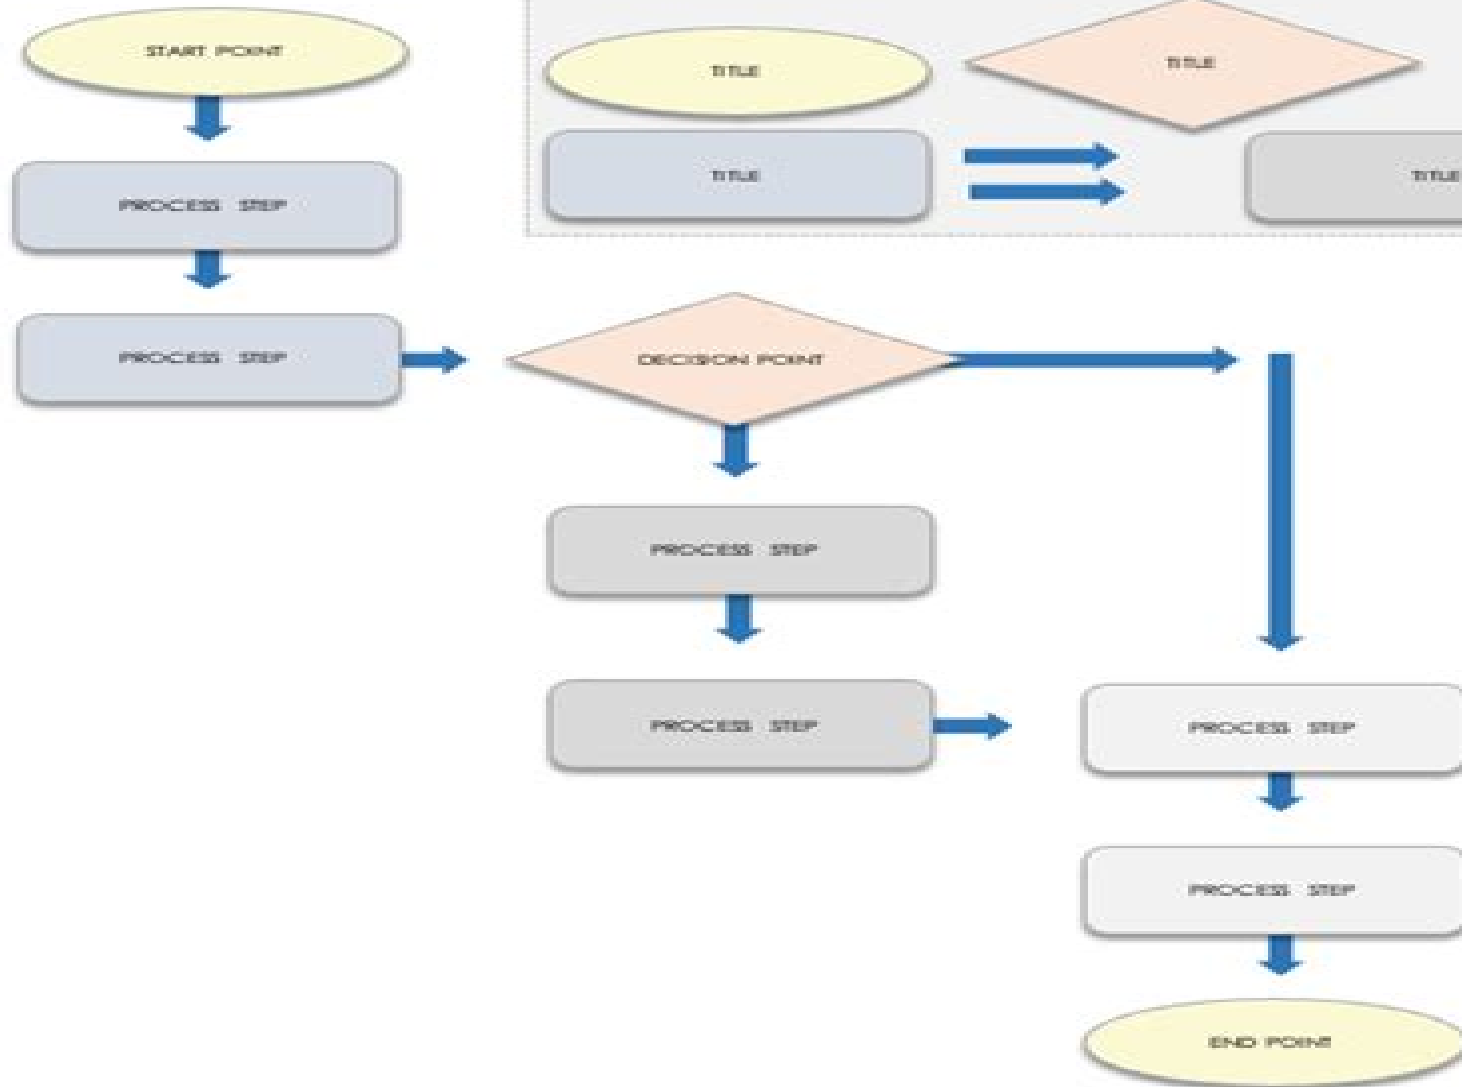 START POINT
TITLE
TITLE
TITLE
TITLE
PROCESS STEP
PROCESS STEP
DECISION POINT
PROCESS STEP
PROCESS STEP
PROCESS STEP
PROCESS STEP
END POINT